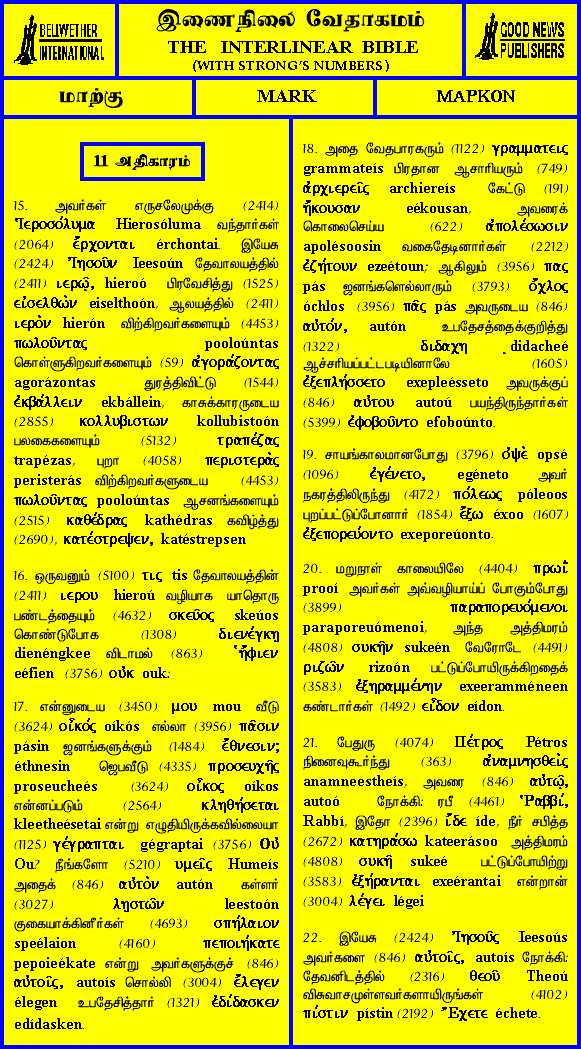 BELLWETHER
INTERNATIONAL
இணைநிலை வேதாகமம்
THE INTERLINEAR BIBLE
(WITH STRONG'S NUMBERS)
GOOD NEWS
PUBLISHERS
மாற்கு
MARK
ΜΑΡΚΟΝ
11 அதிகாரம்
15. அவர்கள் எருசலேமுக்கு (2414)
Ἱεροσόλυμα Hierosóluma வந்தார்கள்
(2064) ἔρχονται érchontai. இயேசு
(2424) Ἰησοῦν Ieesoún தேவாலயத்தில்
(2411) ιερῳ, hieroó பிரவேசித்து (1525)
εἰσελθὼν eiselthoón, ஆலயத்தில் (2411)
ιερὸν hierón விற்கிறவர்களையும் (4453)
πωλοῦντας pooloúntas
கொள்ளுகிறவர்களையும் (59) ἀγοράζοντας
agorázontas துரத்திவிட்டு (1544)
ἐκβάλλειν ekbállein, காசுக்காரருடைய
(2855) κολλυβιστων kollubistoón
பலகைகளையும் (5132) τραπέζας
trapézas, புறா (4058) περιστερὰς
peristerás விற்கிறவர்களுடைய (4453)
πωλοῦντας pooloúntas ஆசனங்களையும்
(2515) καθέδρας kathédras கவிழ்த்து
(2690), κατέστρεψεν, katéstrepsen
16. ஒருவனும் (5100) τις tis தேவாலயத்தின்
(2411) ιερου hieroú வழியாக யாதொரு
பண்டத்தையும் (4632) σκεῦος skeúos
கொண்டுபோக (1308) διενέγκῃ
dienéngkee விடாமல் (863) ἤφιεν
eéfien (3756) οὐκ ouk:
17. என்னுடைய (3450) μου mou வீடு
(3624) οἶκός oíkós எல்லா (3956) πᾶσιν
pásin ஜனங்களுக்கும் (1484) ἔθνεσιν;
éthnesin ஜெபவீடு (4335) προσευχῆς
proseucheés (3624) οἶκος oíkos
என்னப்படும் (2564) κληθήσεται
kleetheésetai என்று எழுதியிருக்கவில்லையா
(1125) γέγραπται gégraptai (3756) Οὐ
Ou? நீங்களோ (5210) υμεῖς Humeís
அதைக் (846) αὐτὸν autón கள்ளர்
(3027) λῃστῶν leestoón
குகையாக்கினீர்கள் (4693) σπήλαιον
speélaion (4160) πεποιήκατε
pepoieékate என்று அவர்களுக்குச் (846)
αὐτοῖς, autoís சொல்லி (3004) ἔλεγεν
élegen உபதேசித்தார் (1321) ἐδίδασκεν
edídasken.
18. அதை வேதபாரகரும் (1122) γραμματεις
grammateís பிரதான ஆசாரியரும் (749)
ἀρχιερεῖς archiereís கேட்டு (191)
ἤκουσαν eékousan, அவரைக்
கொலைசெய்ய (622) ἀπολέσωσιν
apolésoosin வகைதேடினார்கள் (2212)
ἐζήτουν ezeétoun; ஆகிலும் (3956) πας
pás ஜனங்களெல்லாரும் (3793) ὄχλος
óchlos (3956) πᾶς pás அவருடைய (846)
αὐτόν, autón உபதேசத்தைக்குறித்து
(1322) διδαχῃ didacheé
ஆச்சரியப்பட்டபடியினாலே (1605)
ἐξεπλήσσετο exepleésseto அவருக்குப்
(846) αὐτου autoú பயந்திருந்தார்கள்
(5399) ἐφοβοῦντο efoboúnto.
19. சாயங்காலமானபோது (3796) ὀψὲ opsé
(1096) ἐγένετο, egéneto அவர்
நகரத்திலிருந்து (4172) πόλεως póleoos
புறப்பட்டுப்போனார் (1854) ἔξω éxoo (1607)
ἐξεπορεύοντο exeporeúonto.
20. மறுநாள் காலையிலே (4404) πρωΐ
prooí அவர்கள் அவ்வழியாய்ப் போகும்போது
(3899) παραπορευόμενοι
paraporeuómenoi, அந்த அத்திமரம்
(4808) συκῆν sukeén வேரோடே (4491)
ριζῶν rizoón பட்டுப்போயிருக்கிறதைக்
(3583) ἐξηραμμένην exeeramméneen
கண்டார்கள் (1492) εἶδον eídon.
21. பேதுரு (4074) Πέτρος Pétros
நினைவுகூர்ந்து (363) ἀναμνησθεὶς
anamneestheís, அவரை (846) αὐτῷ,
autoó நோக்கி: ரபீ (4461) Ῥαββί,
Rabbí, இதோ (2396) ἴδε íde, நீர் சபித்த
(2672) κατηράσω kateerásoo அத்திமரம்
(4808) συκῆ sukeé பட்டுப்போயிற்று
(3583) ἐξήρανται exeérantai என்றான்
(3004) λέγει légei
22. இயேசு (2424) Ἰησοῦς Ieesoús
அவர்களை (846) αὐτοῖς, autoís நோக்கி:
தேவனிடத்தில் (2316) θεοῦ Theoú
விசுவாசமுள்ளவர்களாயிருங்கள் (4102)
πίστιν pístin (2192) Ἔχετε échete.